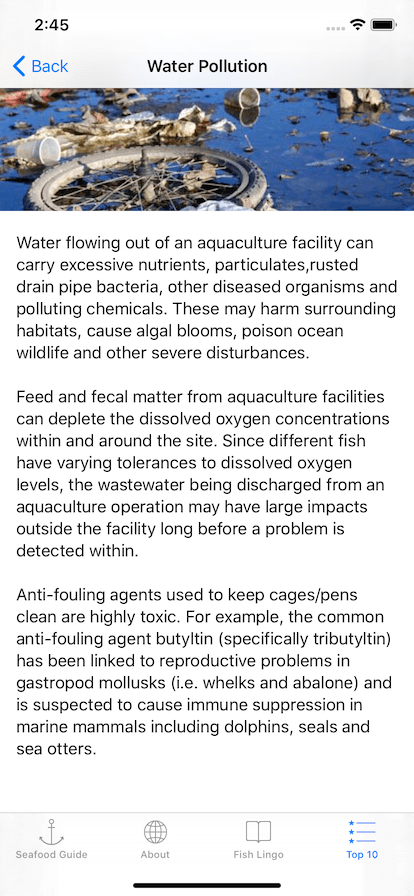 2:45
Back
Water Pollution
Water flowing out of an aquaculture facility can
carry excessive nutrients, particulates,rusted
drain pipe bacteria, other diseased organisms and
polluting chemicals. These may harm surrounding
habitats, cause algal blooms, poison ocean
wildlife and other severe disturbances.
Feed and fecal matter from aquaculture facilities
can deplete the dissolved oxygen concentrations
within and around the site. Since different fish
have varying tolerances to dissolved oxygen
levels, the wastewater being discharged from an
aquaculture operation may have large impacts
outside the facility long before a problem is
detected within.
Anti-fouling agents used to keep cages/pens
clean are highly toxic. For example, the common
anti-fouling agent butyltin (specifically tributyltin)
has been linked to reproductive problems in
gastropod mollusks (i.e. whelks and abalone) and
is suspected to cause immune suppression in
marine mammals including dolphins, seals and
sea otters.
Seafood Guide
About
Fish Lingo
Top 10